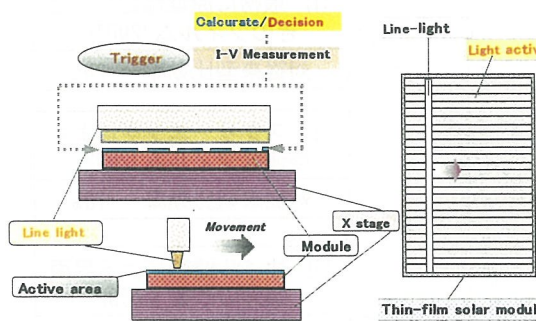 Calcurate/Decision
Trigger
I-V Measurement
Line-light
Light activ
Line light
Movement
X stage
Module
Active area
Thin-film solar modul